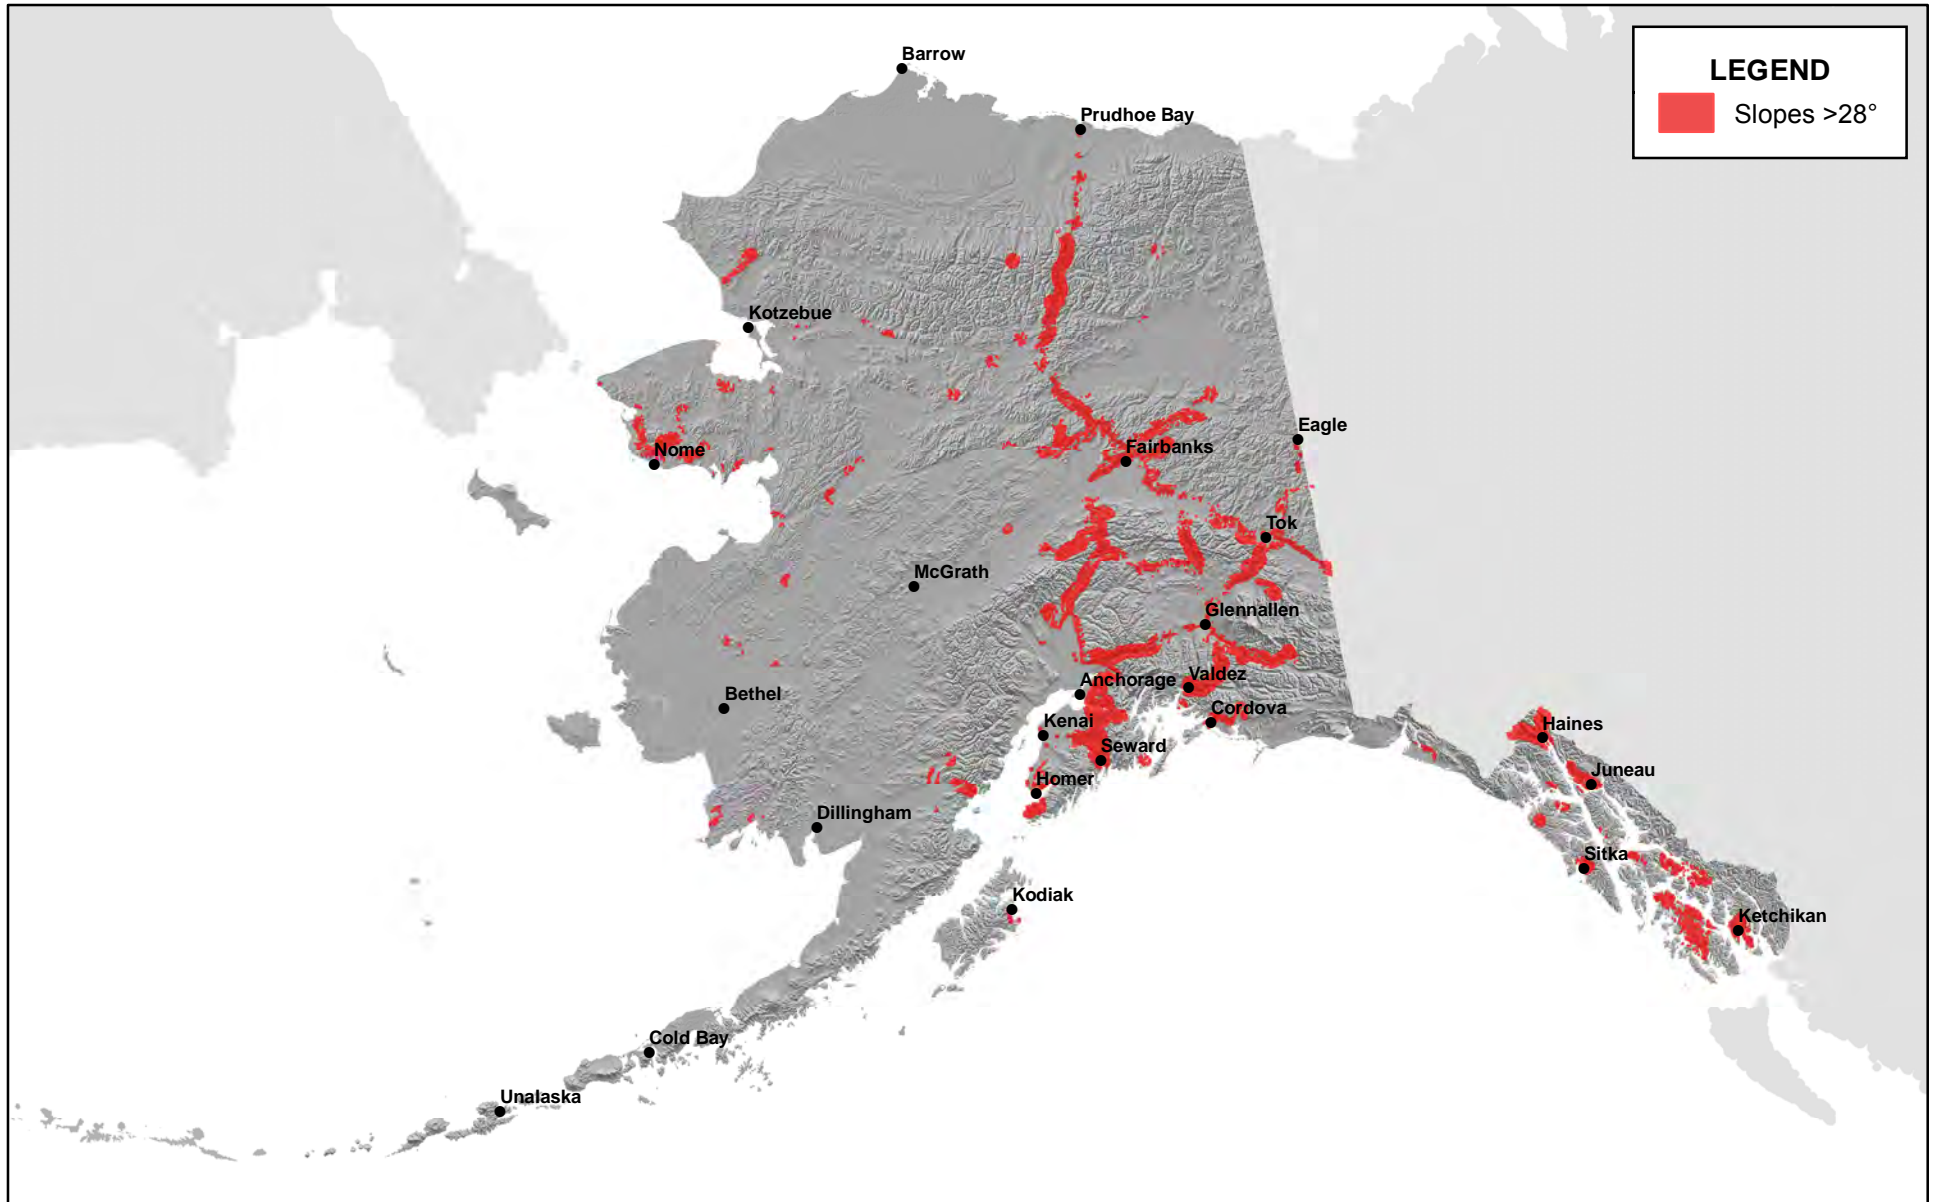 Barrow
LEGEND
Slopes >28°
Prudhoe Bay
Kotzebue
Eagle
Nome
Fairbanks
Tok
McGrath
Glennallen
Anchorage
Valdez
Bethel
Cordova
Kenai
Haines
Seward
Juneau
Homer
Dillingham
Sitka
Kodiak
Ketchikan
Cold Bay
Unalaska